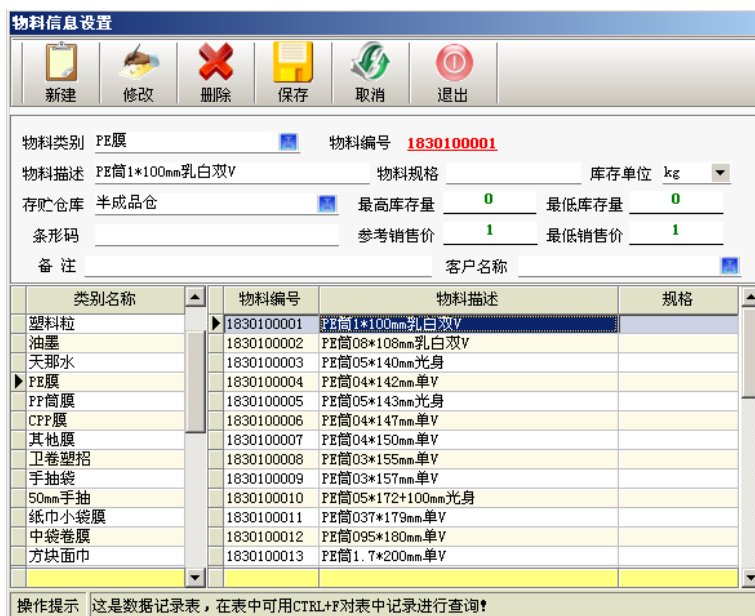 物料信息设置
新建 修改 删除 保存 取消 退出
物料类别 PE膜 物料编号 1830100001
物料描述 PE筒1*100mm乳白双V 物料规格 库存单位 kg
存贮仓库 半成品仓 最高库存量 0 最低库存量 0
条形码 参考销售价 1 最低销售价 1
备 注 客户名称
类别名称 物料编号 物料描述 规格
塑料粒 1830100001 PE筒1*100mm乳白双V
油墨 1830100002 PE筒08*108mm乳白双V
天那水 1830100003 PE筒05*140mm光身
PE膜 1830100004 PE筒04*142mm单V
PP筒膜 1830100005 PE筒05*143mm光身
CPP膜 1830100006 PE筒04*147mm单V
其他膜 1830100007 PE筒04*150mm单V
卫卷塑招 1830100008 PE筒03*155mm单V
手抽袋 1830100009 PE筒03*157mm单V
50mm手抽 1830100010 PE筒05*172+100mm光身
纸巾小袋膜 1830100011 PE筒037*179mm单V
中袋卷膜 1830100012 PE筒095*180mm单V
方块面巾 1830100013 PE筒1.7*200mm单V
操作提示 这是数据记录表，在表中可用CTRL+F对表中记录进行查询!